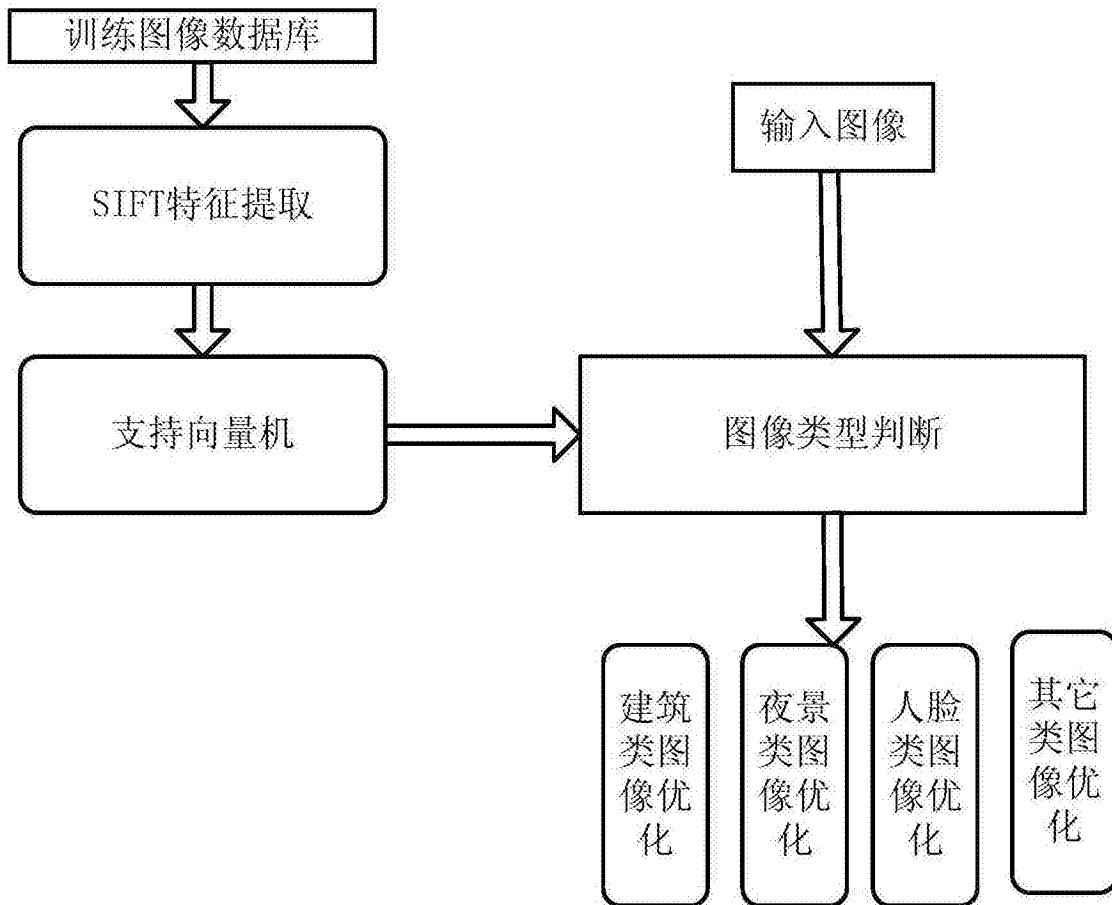 训练图像数据库
输入图像
SIFT特征提取
支持向量机
图像类型判断
建筑
类图
像优
化
夜景
类图
像优
化
人脸
类图
像优
化
其它
类图
像优
化